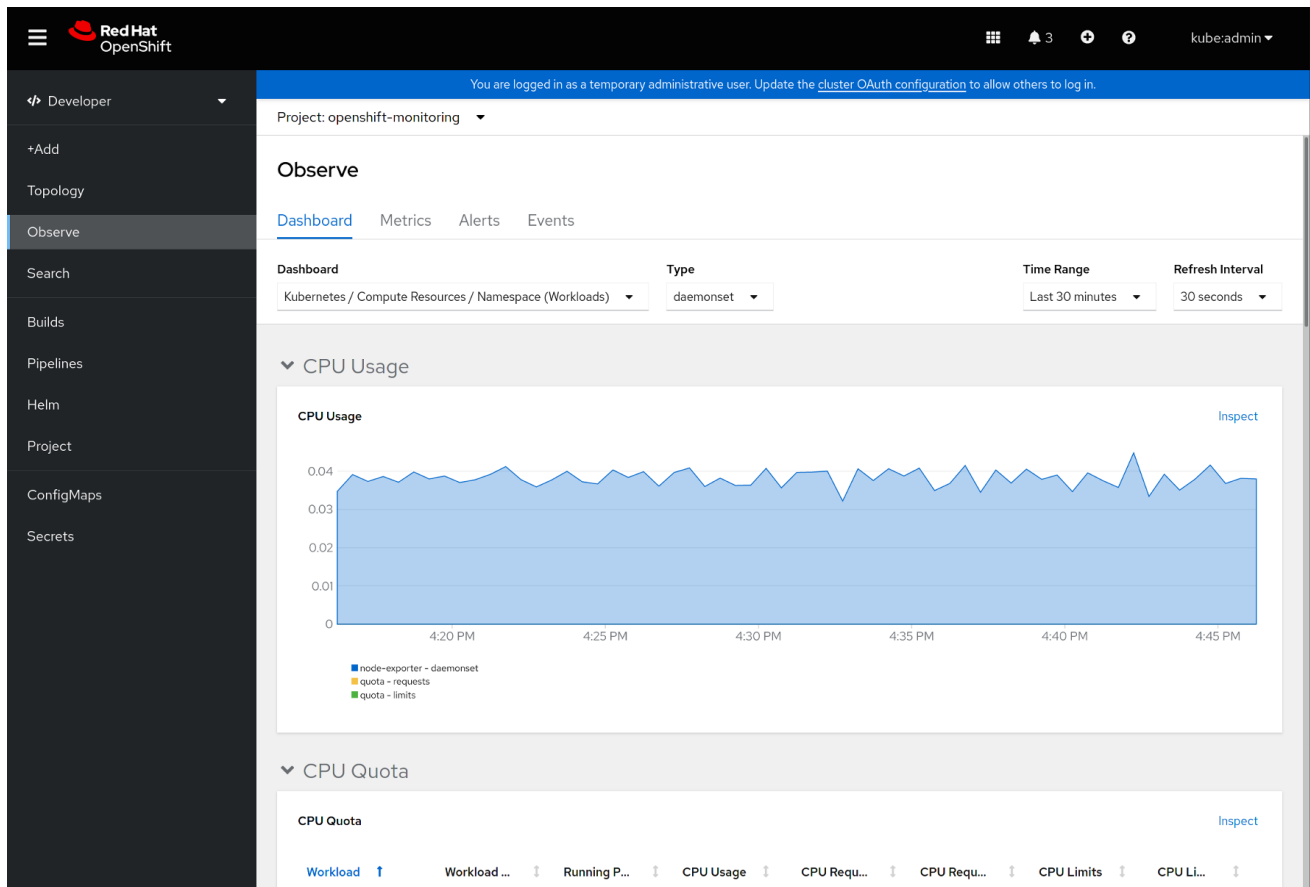 Red Hat
OpenShift
3
kube:admin
Developer
You are logged in as a temporary administrative user. Update the cluster OAuth configuration to allow others to log in.
Project: openshift-monitoring
+Add
Topology
Observe
Search
Builds
Pipelines
Helm
Project
ConfigMaps
Secrets
Observe
Dashboard Metrics Alerts Events
Dashboard Type Time Range Refresh Interval
Kubernetes / Compute Resources / Namespace (Workloads) daemonset Last 30 minutes 30 seconds
CPU Usage
CPU Usage Inspect
0.04
0.03
0.02
0.01
0
4:20 PM 4:25 PM 4:30 PM 4:35 PM 4:40 PM 4:45 PM
node-exporter - daemonset
quota - requests
quota - limits
CPU Quota
CPU Quota Inspect
Workload Workload ... Running P... CPU Usage CPU Requ... CPU Requ... CPU Limits CPU Li...